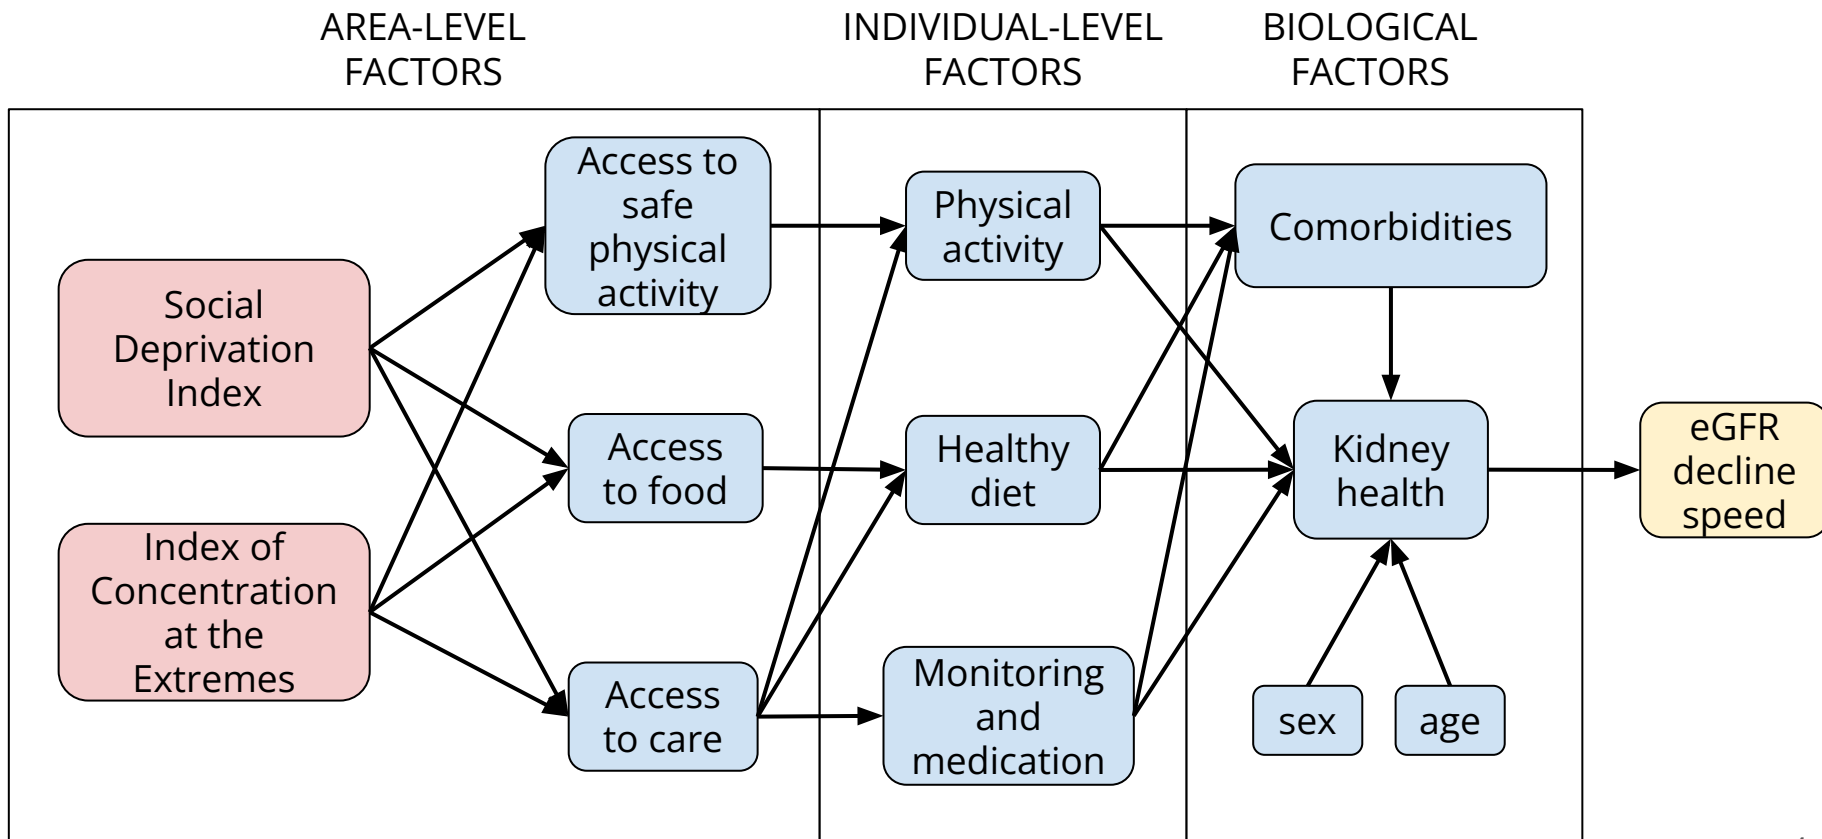 AREA-LEVEL
FACTORS
INDIVIDUAL-LEVEL
FACTORS
BIOLOGICAL
FACTORS
Social
Deprivation
Index
Index of
Concentration
at the
Extremes
Access to
safe
physical
activity
Access
to food
Access
to care
Physical
activity
Healthy
diet
Monitoring
and
medication
Comorbidities
Kidney
health
sex
age
eGFR
decline
speed